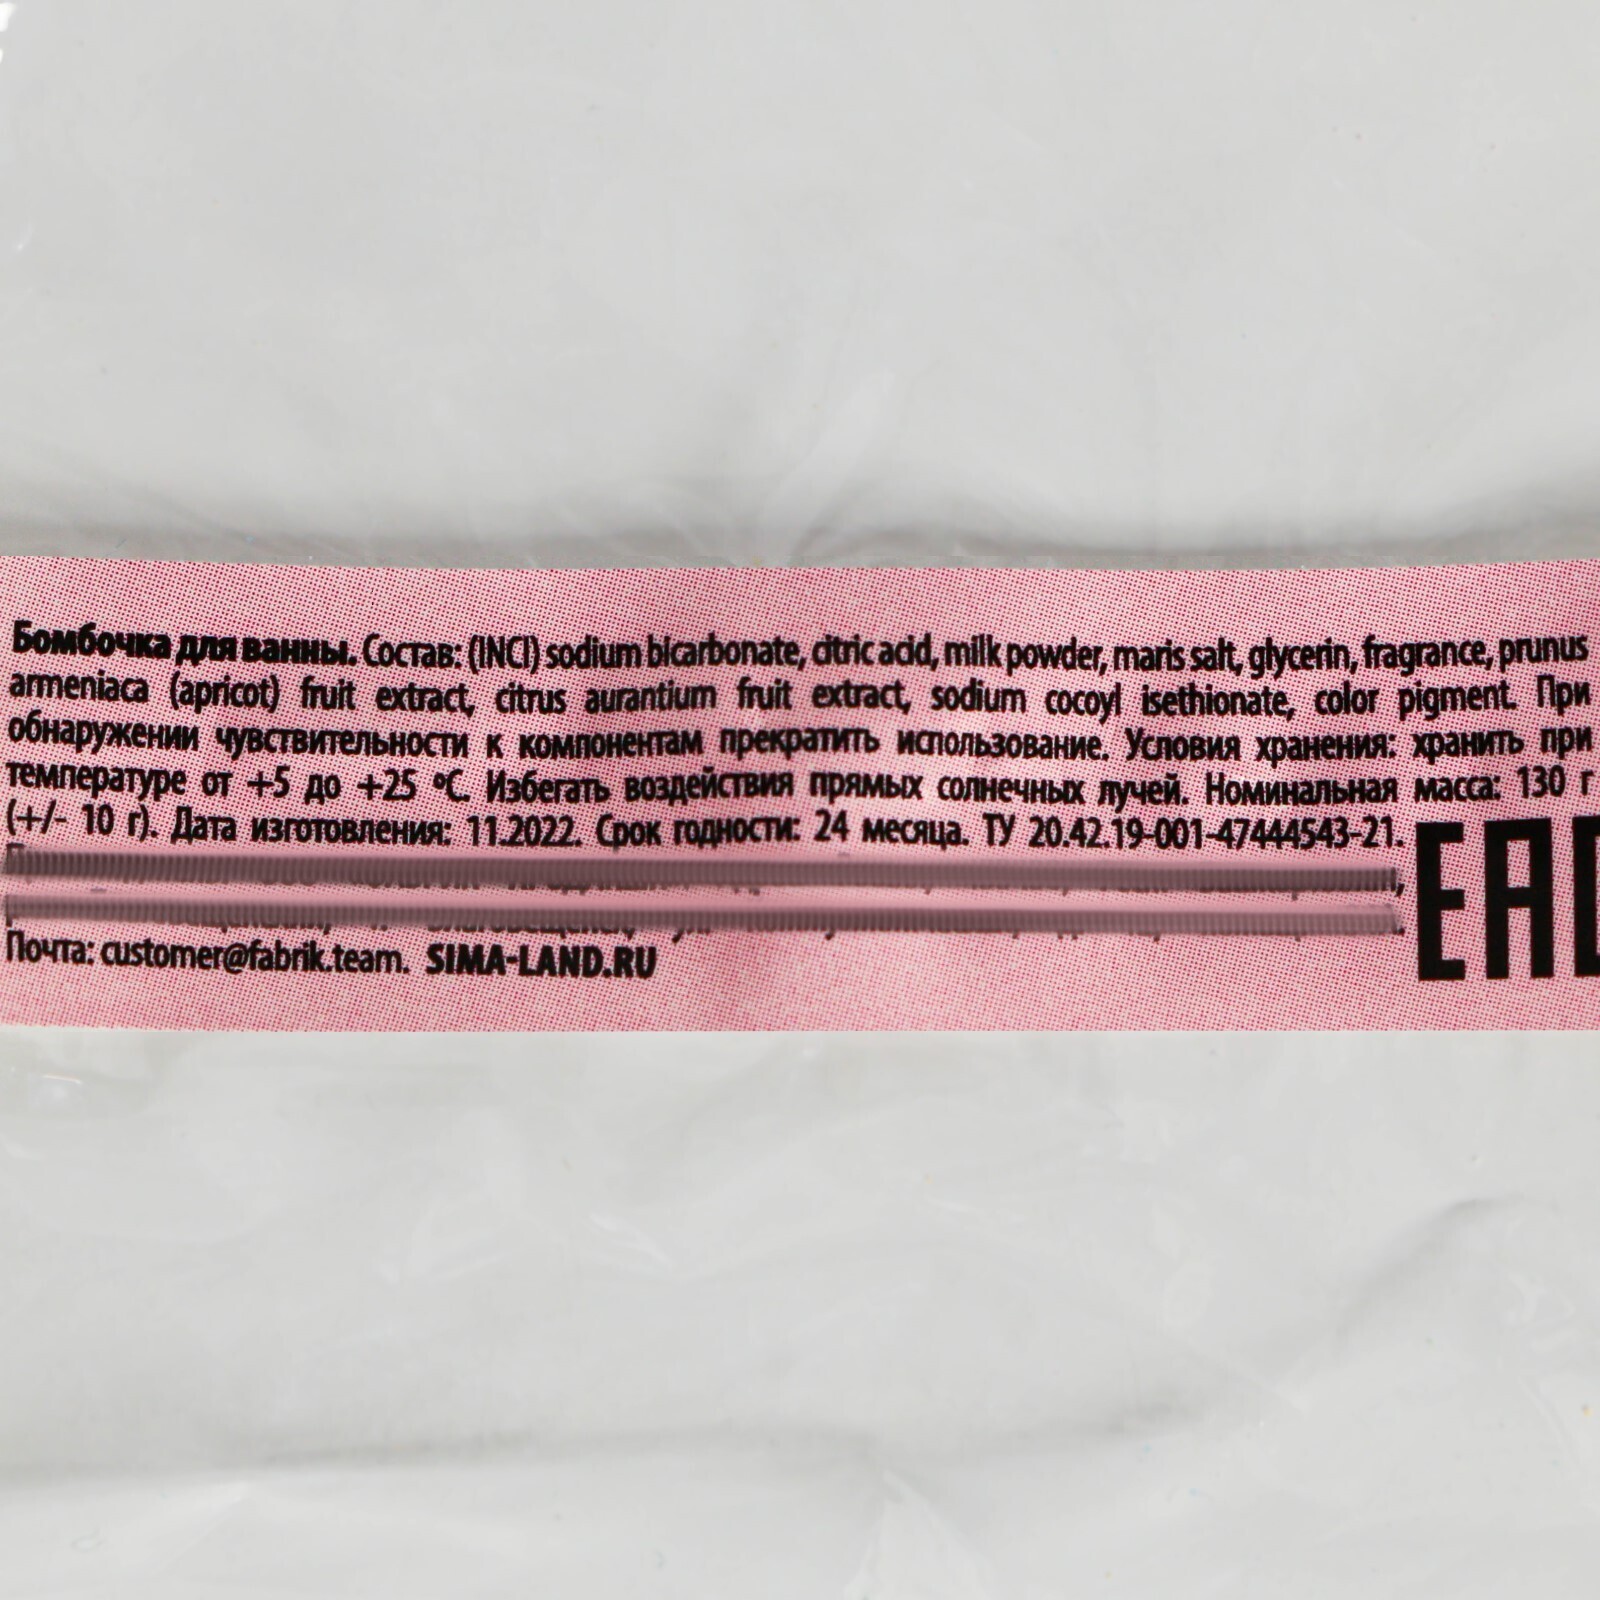 Бомбочка для ванны. Состав: (INCI) sodium bicarbonate, citric acid, milk powder, maris salt, glycerin, fragrance, prunus
armeniaca (apricot) fruit extract, citrus aurantium fruit extract, sodium cocoyl isethionate, color pigment. При
обнаружении чувствительности к компонентам прекратить использование. Условия хранения: хранить при
температуре от +5 до +25 °C. Избегать воздействия прямых солнечных лучей. Номинальная масса: 130 г
(+/- 10 г). Дата изготовления: 11.2022. Срок годности: 24 месяца. ТУ 20.42.19-001-47444543-21.
Почта: customer@fabrik.team. SIMA-LAND.RU
EAC